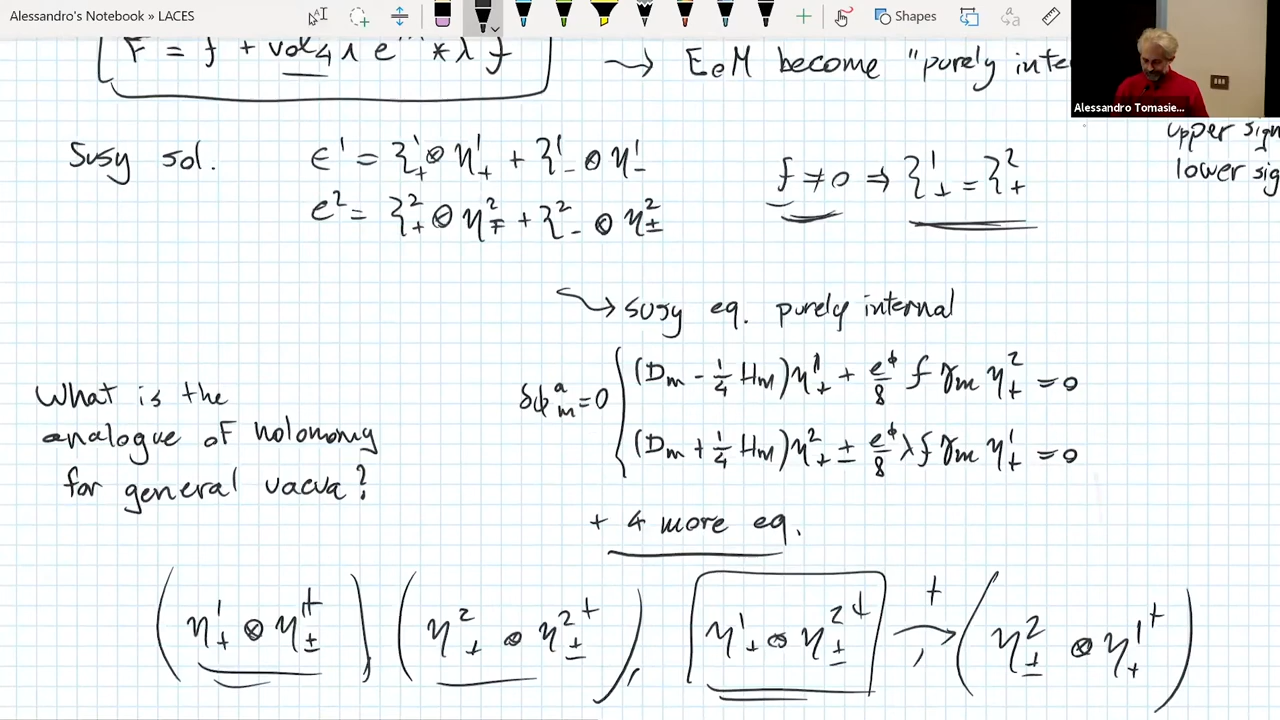 Alessandro's Notebook » LACES
Shapes
F = f + vol₄ ∧ e * λ f
⇝ EoM become "purely inte
Alessandro Tomasie...
upper sign
lower sig
Susy sol. ϵ¹ = ζ¹₊ ⊗ η¹₊ + ζ¹₋ ⊗ η¹₋
ϵ² = ζ²₊ ⊗ η²∓ + ζ²₋ ⊗ η²±
f ≠ 0 ⇒ ζ¹₊ = ζ²₊
susy eq. purely internal
What is the
analogue of holonomy
for general vacua?
δψᵃₘ = 0
(Dₘ - 1/4 Hₘ) η¹₊ + e^ϕ/8 f γₘ η²₊ = 0
(Dₘ + 1/4 Hₘ) η²± ± e^ϕ/8 λf γₘ η¹₊ = 0
+ 4 more eq.
(η¹₊ ⊗ η¹±†) (η²₊ ⊗ η²±†), η¹₊ ⊗ η²±† →†, (η²± ⊗ η¹₊†)